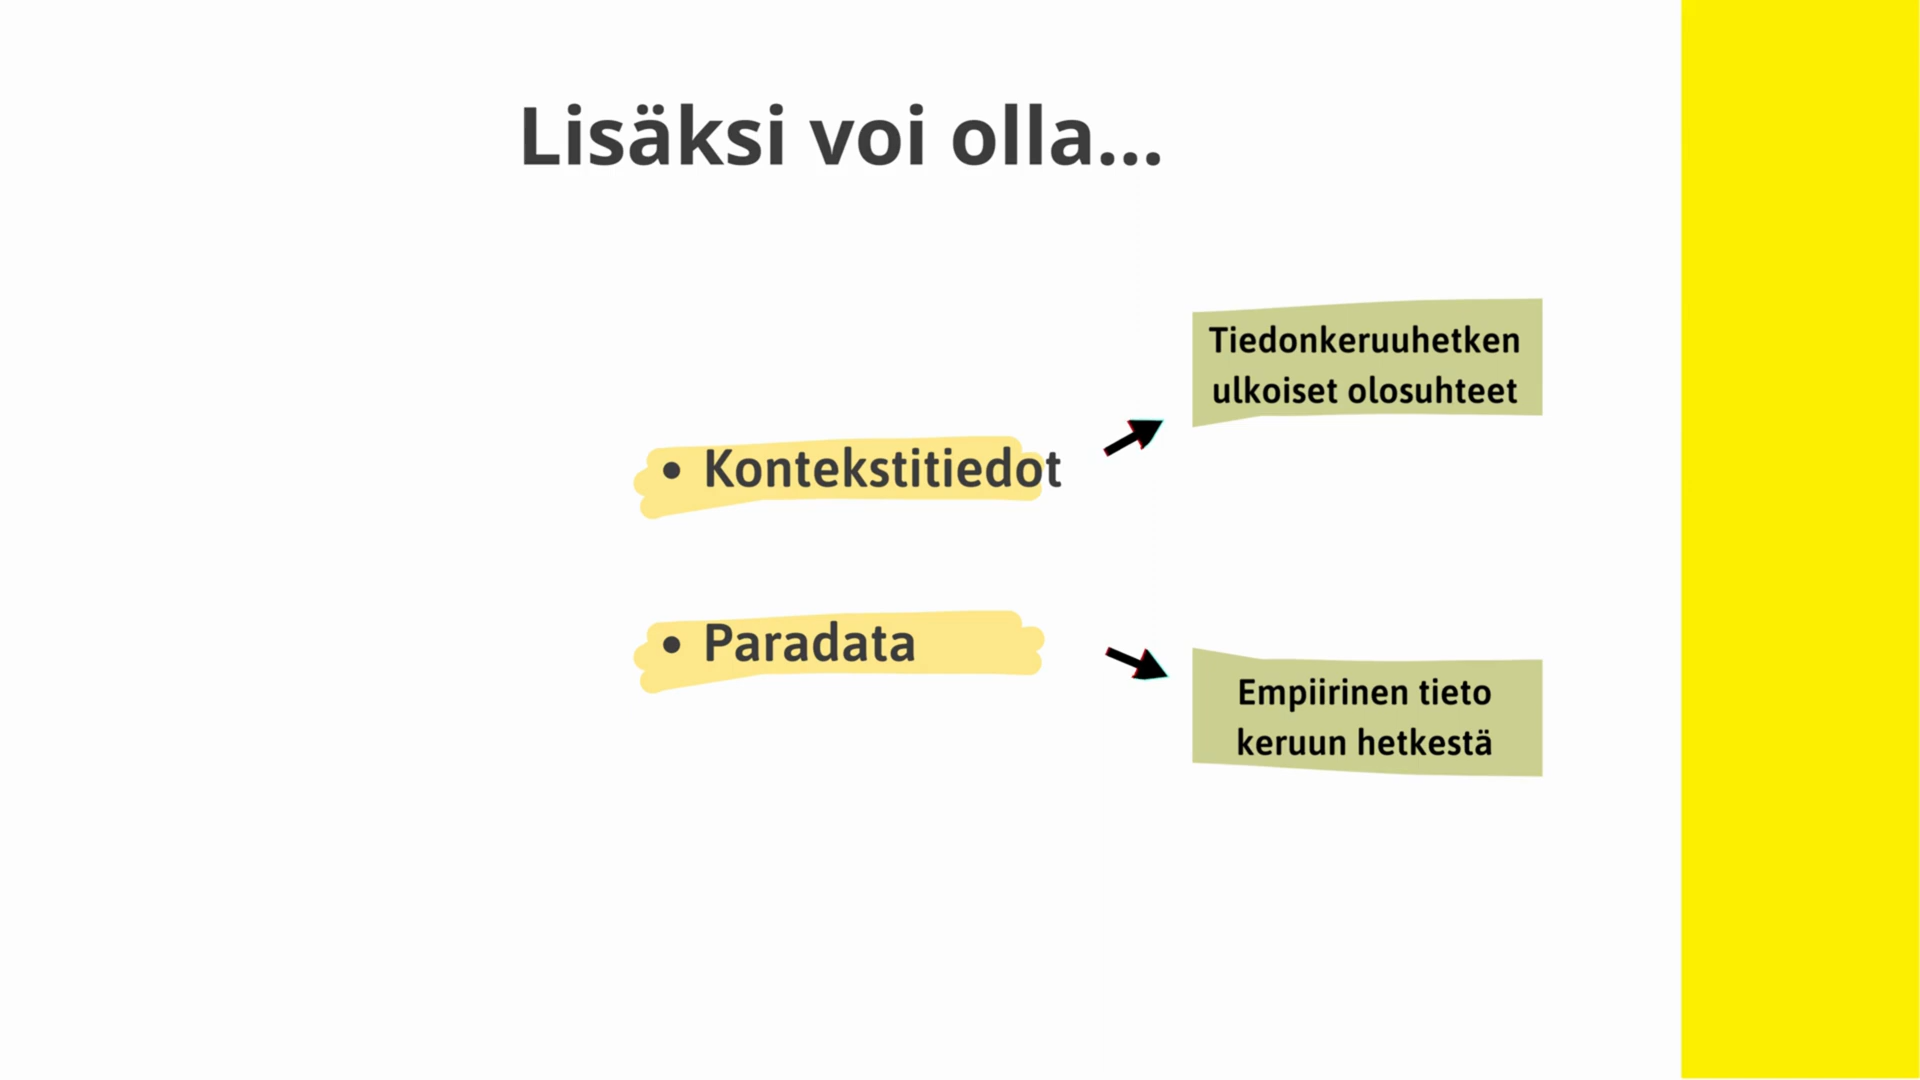 Lisäksi voi olla...
• Kontekstitiedot
Tiedonkeruuhetken
ulkoiset olosuhteet
• Paradata
Empiirinen tieto
keruun hetkestä